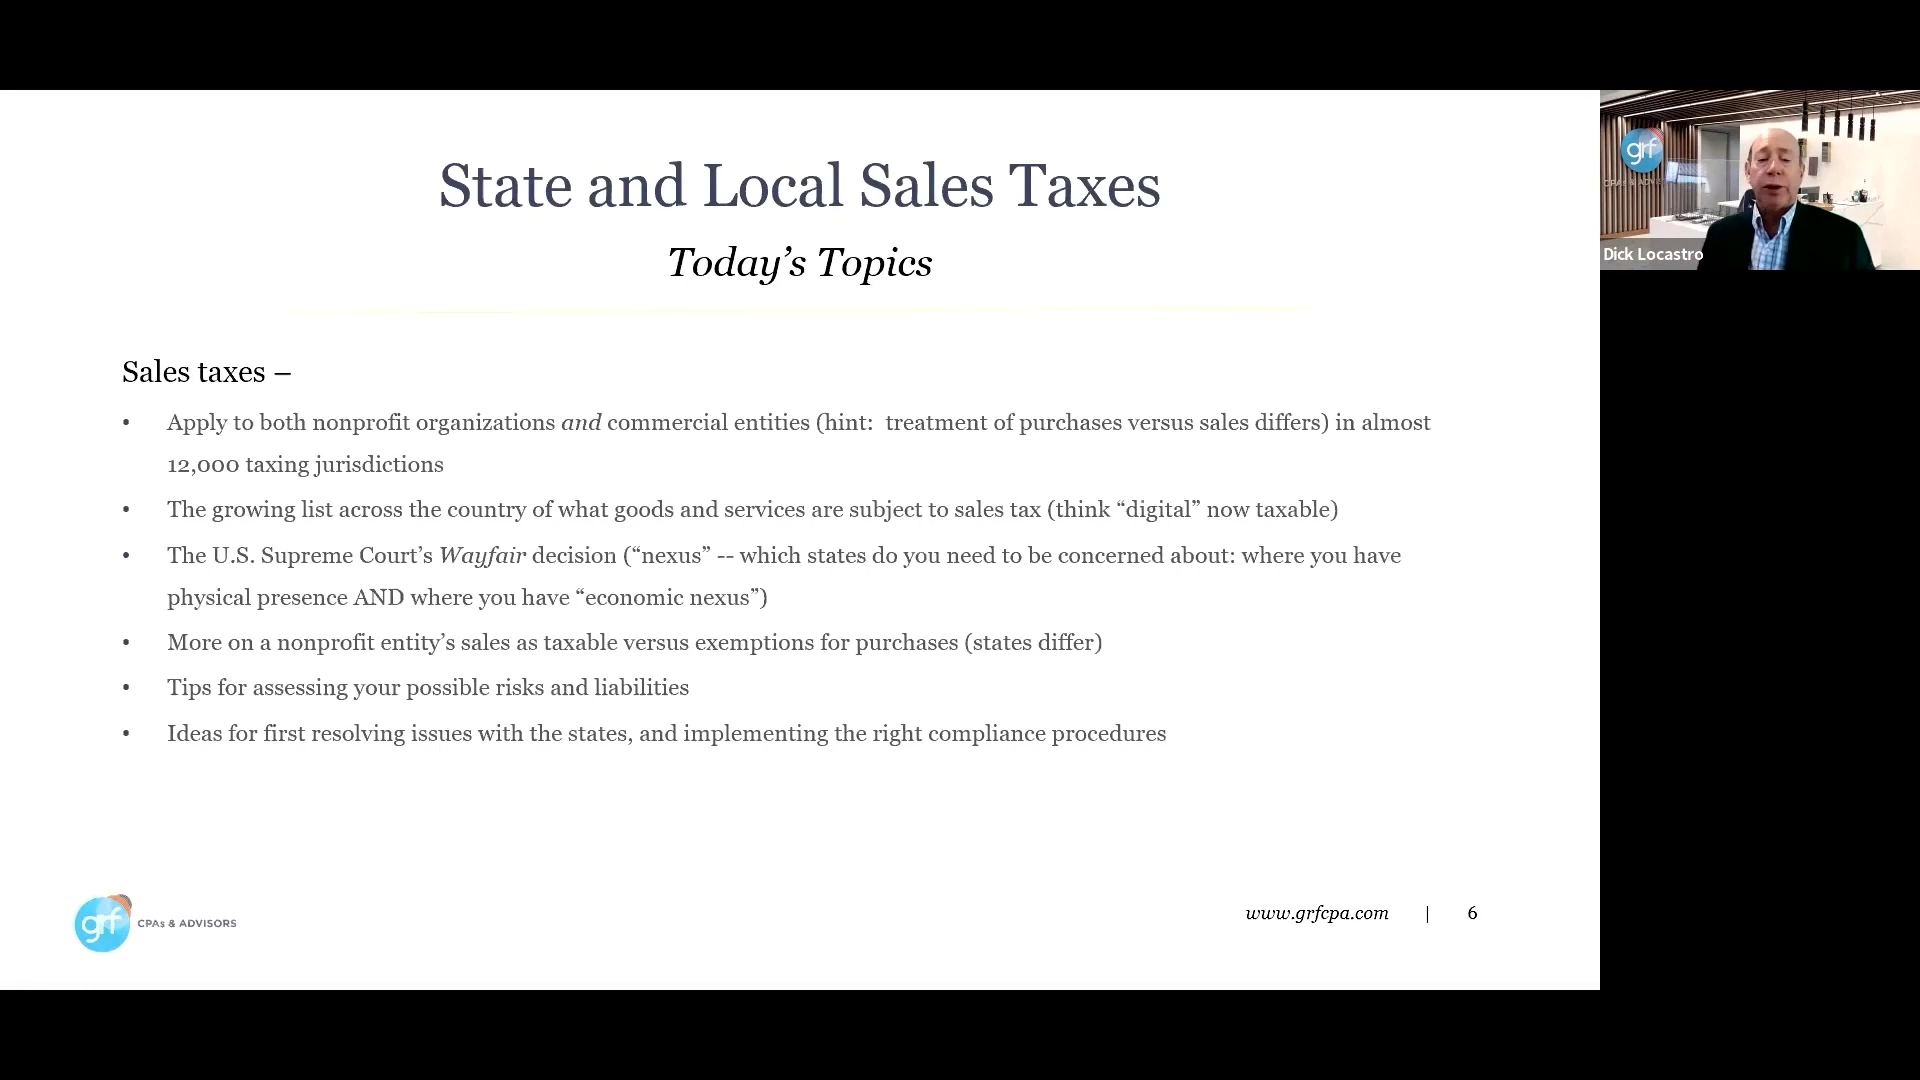 State and Local Sales Taxes
Today’s Topics
Sales taxes –
• Apply to both nonprofit organizations and commercial entities (hint:  treatment of purchases versus sales differs) in almost
12,000 taxing jurisdictions
• The growing list across the country of what goods and services are subject to sales tax (think “digital” now taxable)
• The U.S. Supreme Court’s Wayfair decision (“nexus” -- which states do you need to be concerned about: where you have
physical presence AND where you have “economic nexus”)
• More on a nonprofit entity’s sales as taxable versus exemptions for purchases (states differ)
• Tips for assessing your possible risks and liabilities
• Ideas for first resolving issues with the states, and implementing the right compliance procedures
grf CPAs & ADVISORS
www.grfcpa.com | 6
grf
Dick Locastro